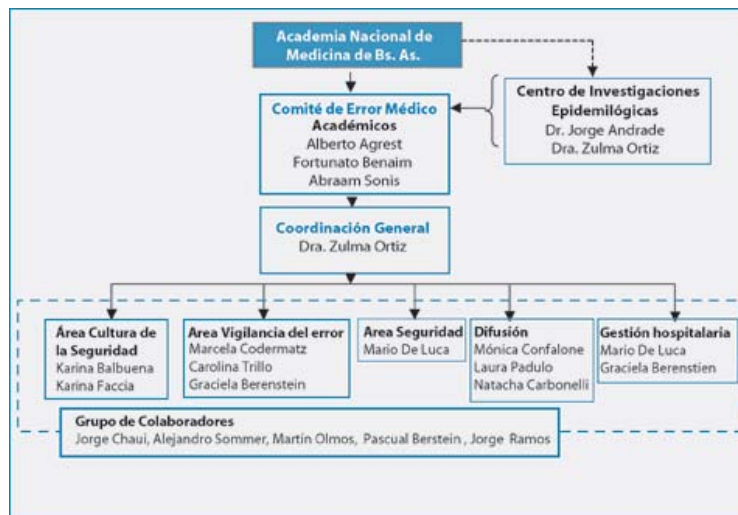 Academia Nacional de
Medicina de Bs. As.
Comité de Error Médico
Académicos
Alberto Agrest
Fortunato Benaim
Abraam Sonis
Centro de Investigaciones
Epidemilógicas
Dr. Jorge Andrade
Dra. Zulma Ortiz
Coordinación General
Dra. Zulma Ortiz
Área Cultura de
la Seguridad
Karina Balbuena
Karina Faccia
Area Vigilancia del error
Marcela Codermatz
Carolina Trillo
Graciela Berenstein
Area Seguridad
Mario De Luca
Difusión
Mónica Confalone
Laura Padulo
Natacha Carbonelli
Gestión hospitalaria
Mario De Luca
Graciela Berenstien
Grupo de Colaboradores
Jorge Chaui, Alejandro Sommer, Martín Olmos, Pascual Berstein , Jorge Ramos